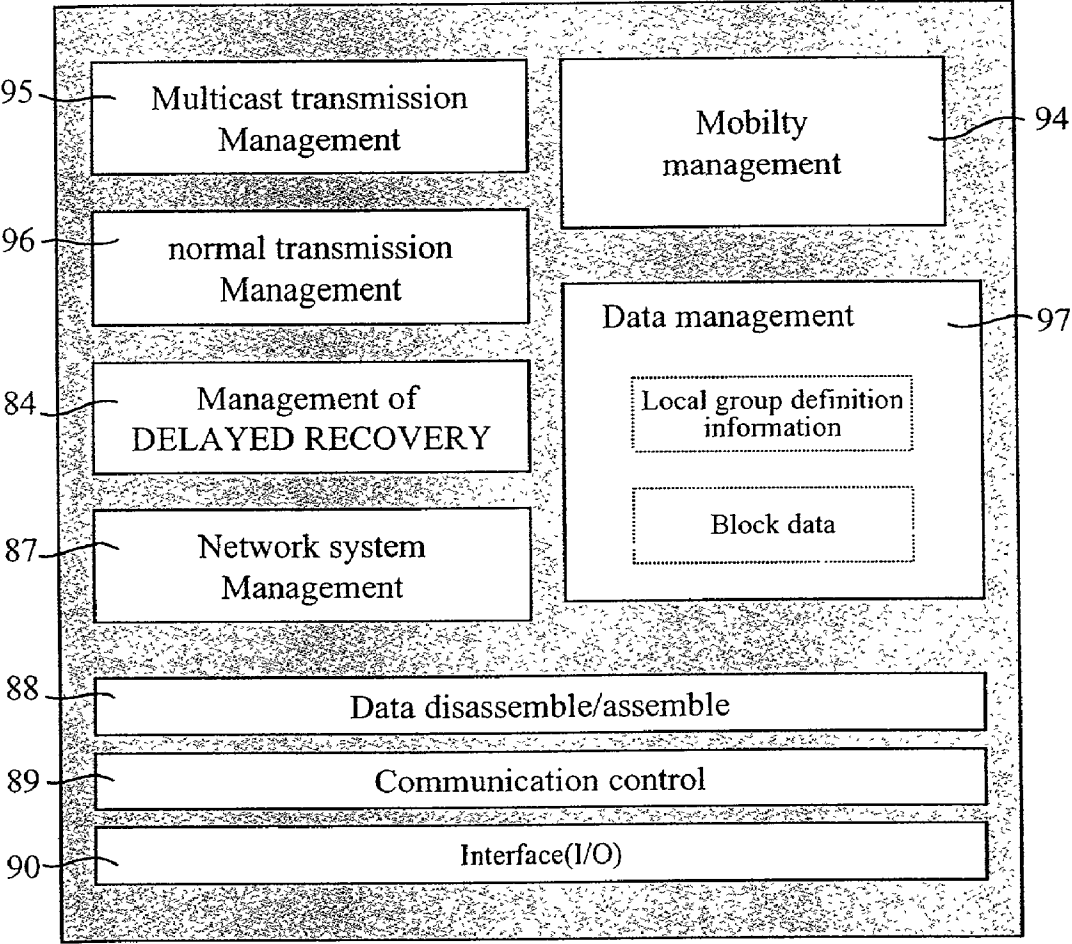 95
Multicast transmission
Management
96
normal transmission
Management
84
Management of
DELAYED RECOVERY
87
Network system
Management
Mobilty
management
94
Data management
97
Local group definition
information
Block data
88
Data disassemble/assemble
89
Communication control
90
Interface(I/O)